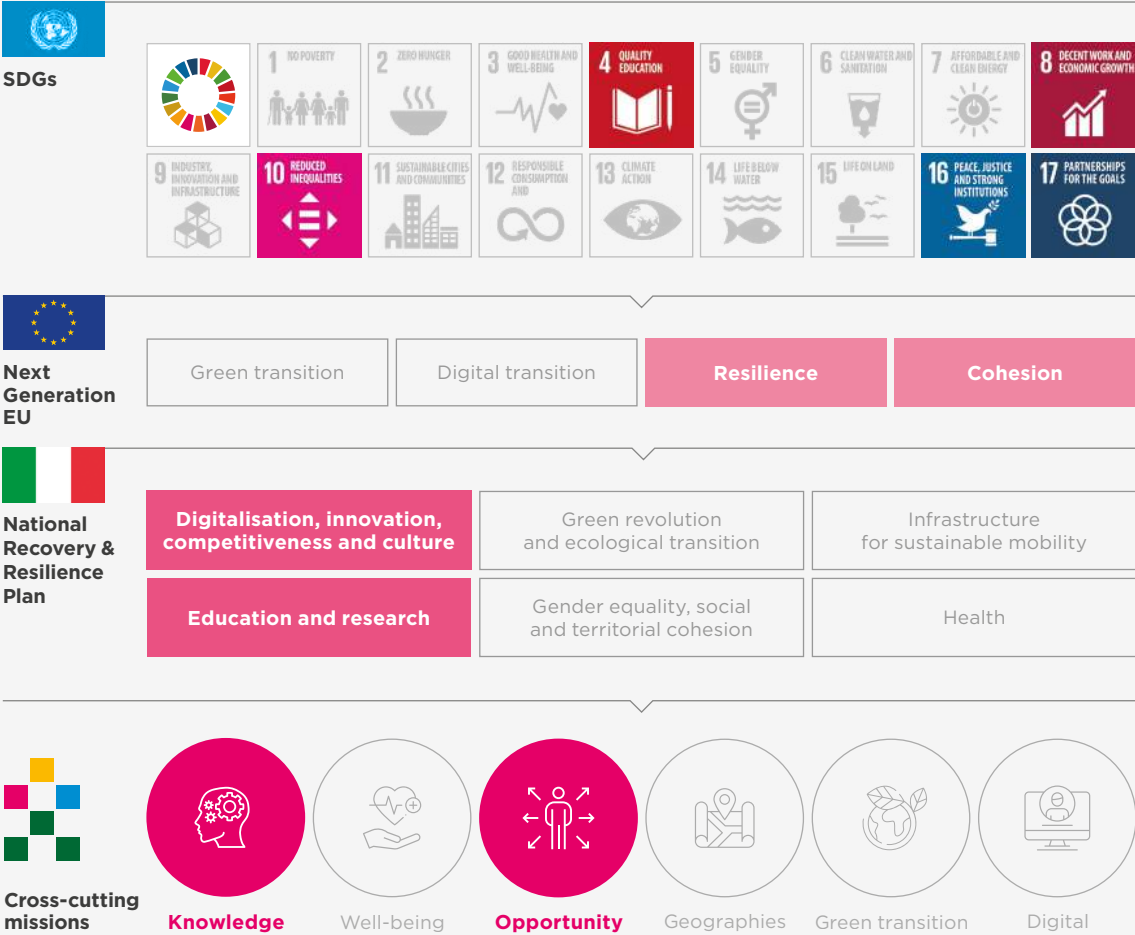 SDGs
1 NO POVERTY
2 ZERO HUNGER
3 GOOD HEALTH AND
WELL-BEING
4 QUALITY
EDUCATION
5 GENDER
EQUALITY
6 CLEAN WATER AND
SANITATION
7 AFFORDABLE AND
CLEAN ENERGY
8 DECENT WORK AND
ECONOMIC GROWTH
9 INDUSTRY,
INNOVATION AND
INFRASTRUCTURE
10 REDUCED
INEQUALITIES
11 SUSTAINABLE CITIES
AND COMMUNITIES
12 RESPONSIBLE
CONSUMPTION
AND
13 CLIMATE
ACTION
14 LIFE BELOW
WATER
15 LIFE ON LAND
16 PEACE, JUSTICE
AND STRONG
INSTITUTIONS
17 PARTNERSHIPS
FOR THE GOALS
Next
Generation
EU
Green transition
Digital transition
Resilience
Cohesion
National
Recovery &
Resilience
Plan
Digitalisation, innovation,
competitiveness and culture
Green revolution
and ecological transition
Infrastructure
for sustainable mobility
Education and research
Gender equality, social
and territorial cohesion
Health
Cross-cutting
missions
Knowledge
Well-being
Opportunity
Geographies
Green transition
Digital